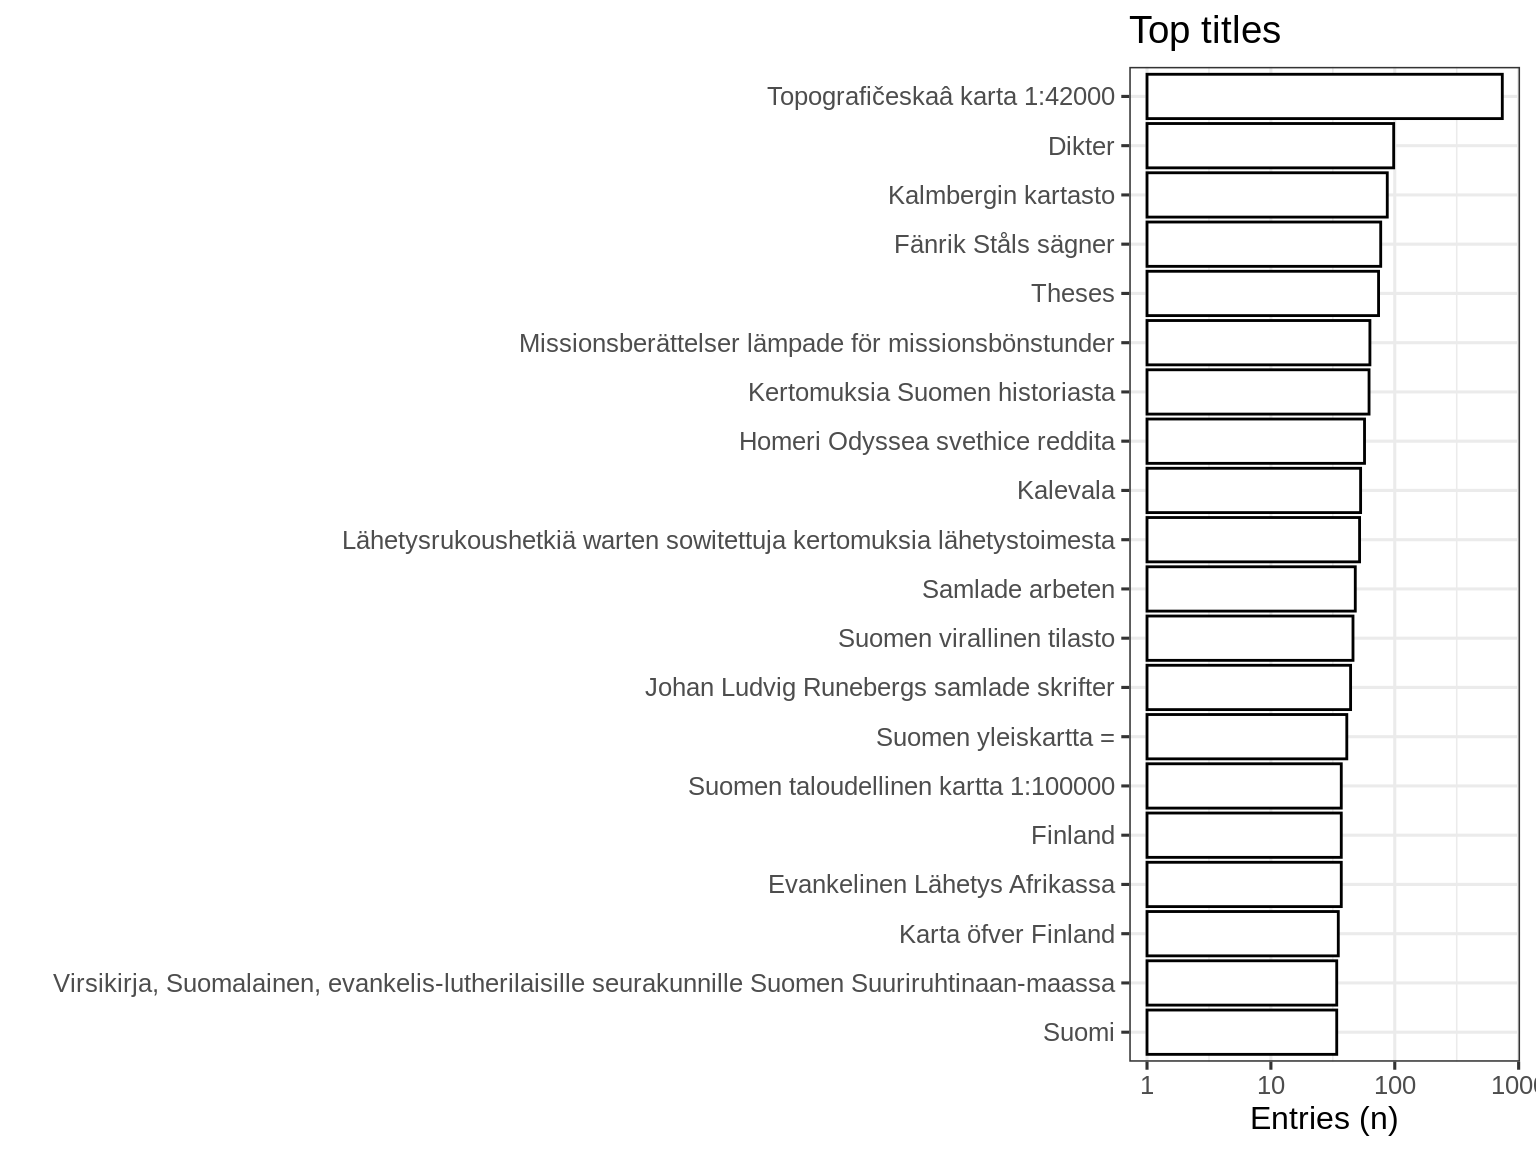 Top titles
Topografičeskaâ karta 1:42000
Dikter
Kalmbergin kartasto
Fänrik Ståls sägner
Theses
Missionsberättelser lämpade för missionsbönstunder
Kertomuksia Suomen historiasta
Homeri Odyssea svethice reddita
Kalevala
Lähetysrukoushetkiä warten sowitettuja kertomuksia lähetystoimesta
Samlade arbeten
Suomen virallinen tilasto
Johan Ludvig Runebergs samlade skrifter
Suomen yleiskartta =
Suomen taloudellinen kartta 1:100000
Finland
Evankelinen Lähetys Afrikassa
Karta öfver Finland
Virsikirja, Suomalainen, evankelis-lutherilaisille seurakunnille Suomen Suuriruhtinaan-maassa
Suomi
1 10 100 1000
Entries (n)